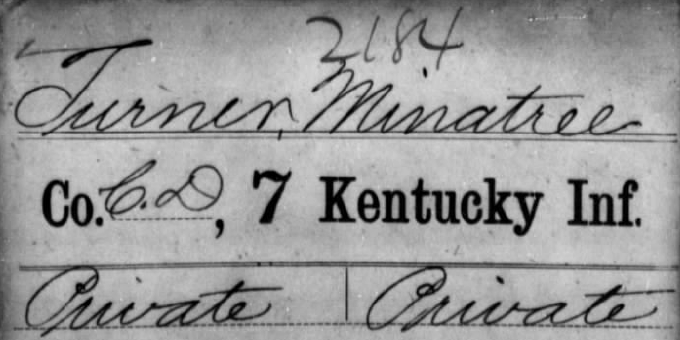 2184
Turner, Minatree
Co. C. D, 7 Kentucky Inf.
Private | Private